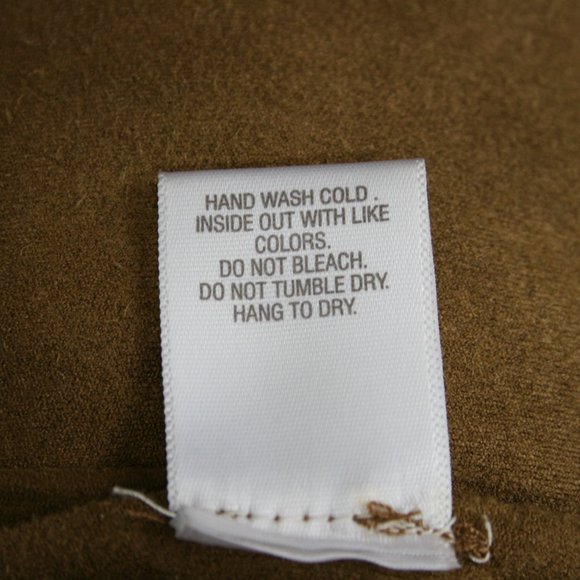 HAND WASH COLD .
INSIDE OUT WITH LIKE
COLORS.
DO NOT BLEACH.
DO NOT TUMBLE DRY.
HANG TO DRY.